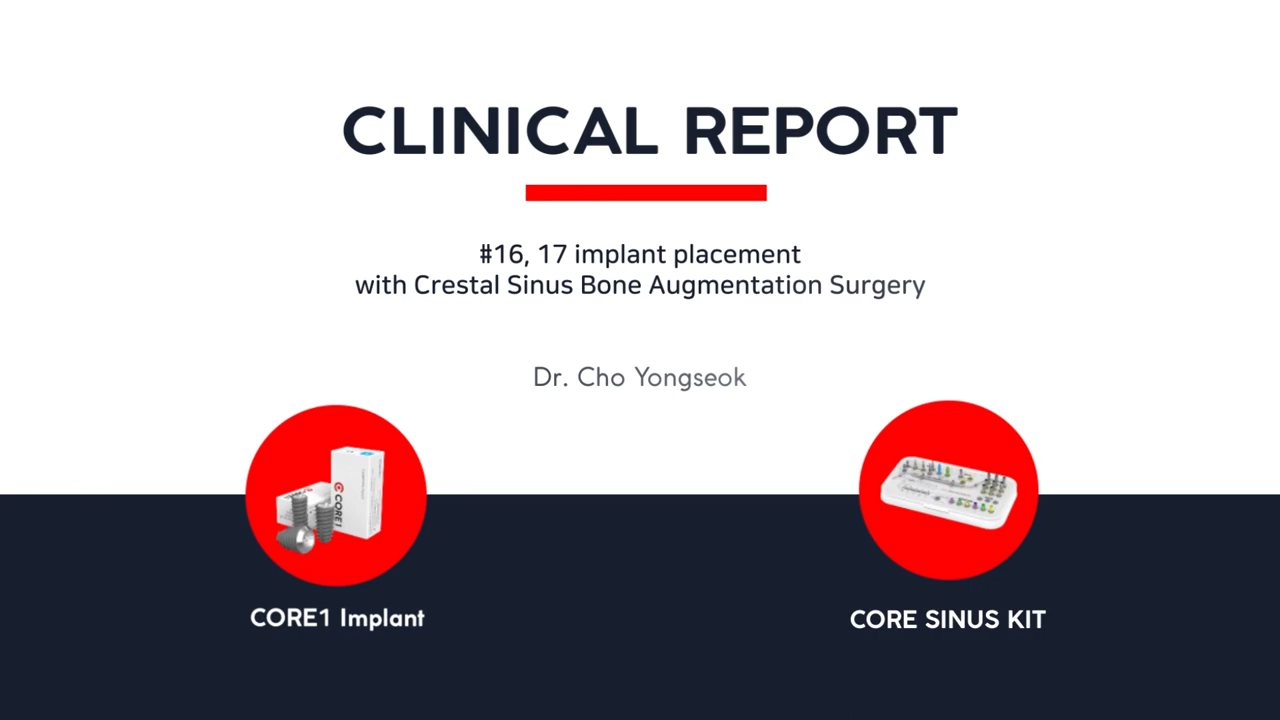 CLINICAL REPORT
#16, 17 implant placement
with Crestal Sinus Bone Augmentation Surgery
Dr. Cho Yongseok
CORE1
CORE1 Implant
CORE SINUS KIT